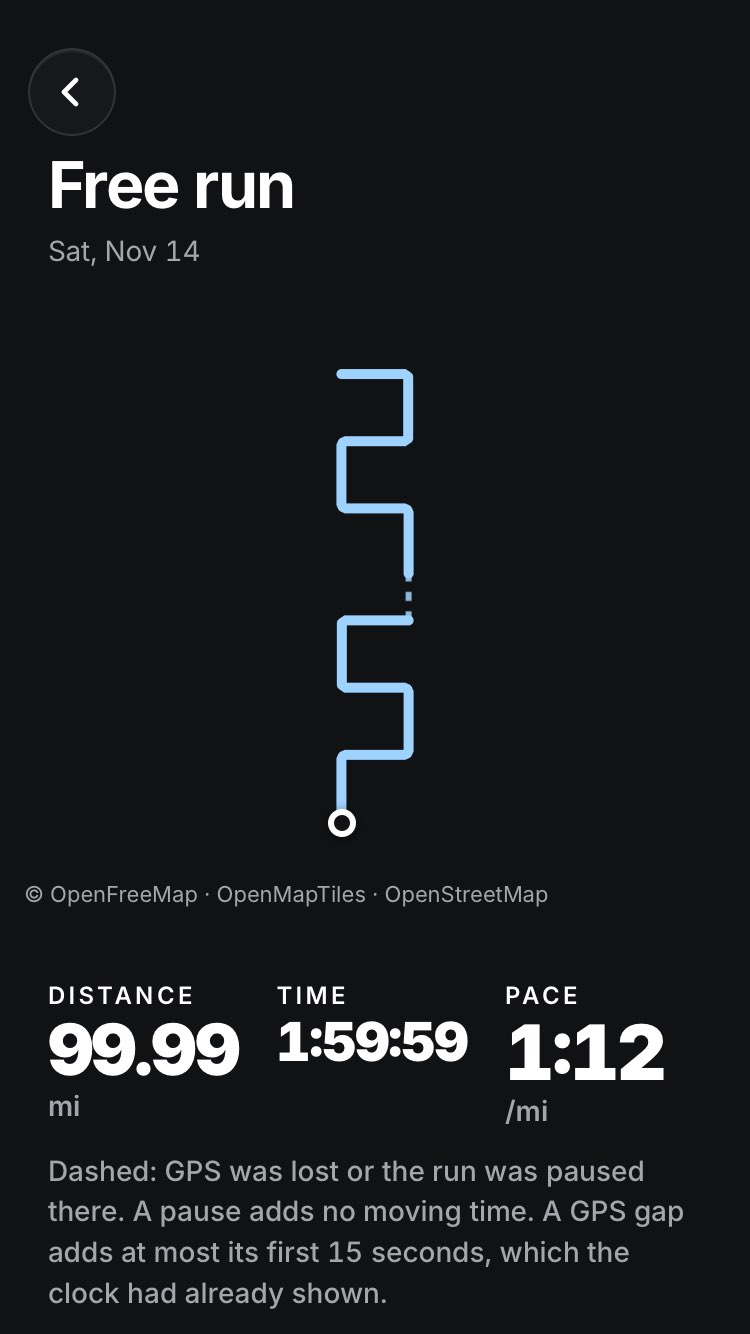 Free run
Sat, Nov 14
© OpenFreeMap · OpenMapTiles · OpenStreetMap
DISTANCE TIME PACE
99.99 1:59:59 1:12
mi /mi
Dashed: GPS was lost or the run was paused
there. A pause adds no moving time. A GPS gap
adds at most its first 15 seconds, which the
clock had already shown.